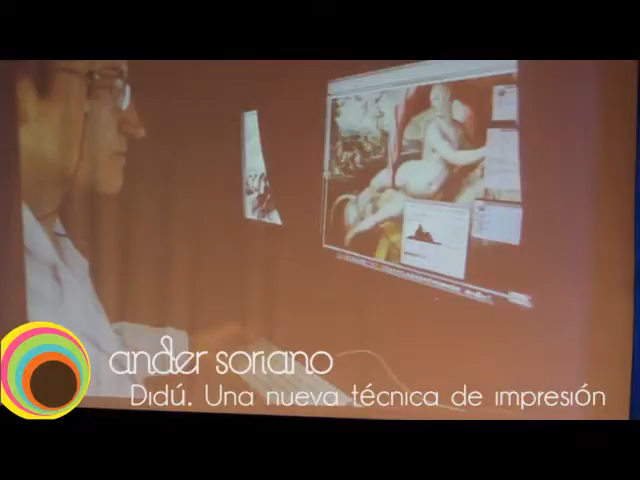 ander soriano
Didú. Una nueva técnica de impresión